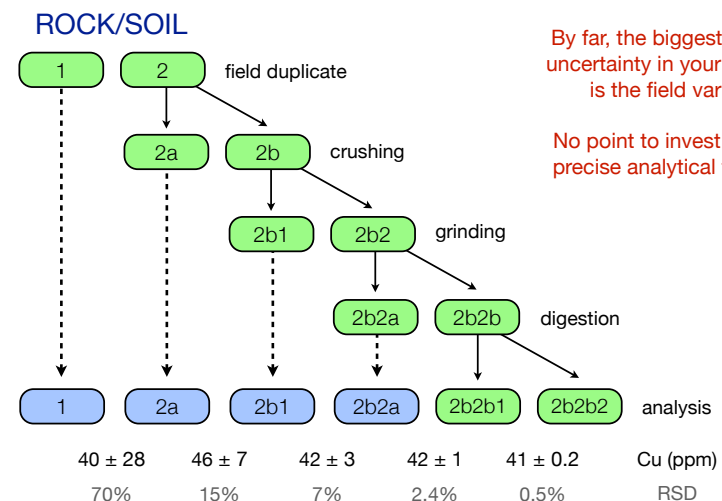 ROCK/SOIL
By far, the biggest
uncertainty in your
is the field var
No point to invest
precise analytical
1 2 field duplicate
2a 2b crushing
2b1 2b2 grinding
2b2a 2b2b digestion
1 2a 2b1 2b2a 2b2b1 2b2b2 analysis
40 ± 28 46 ± 7 42 ± 3 42 ± 1 41 ± 0.2 Cu (ppm)
70% 15% 7% 2.4% 0.5% RSD